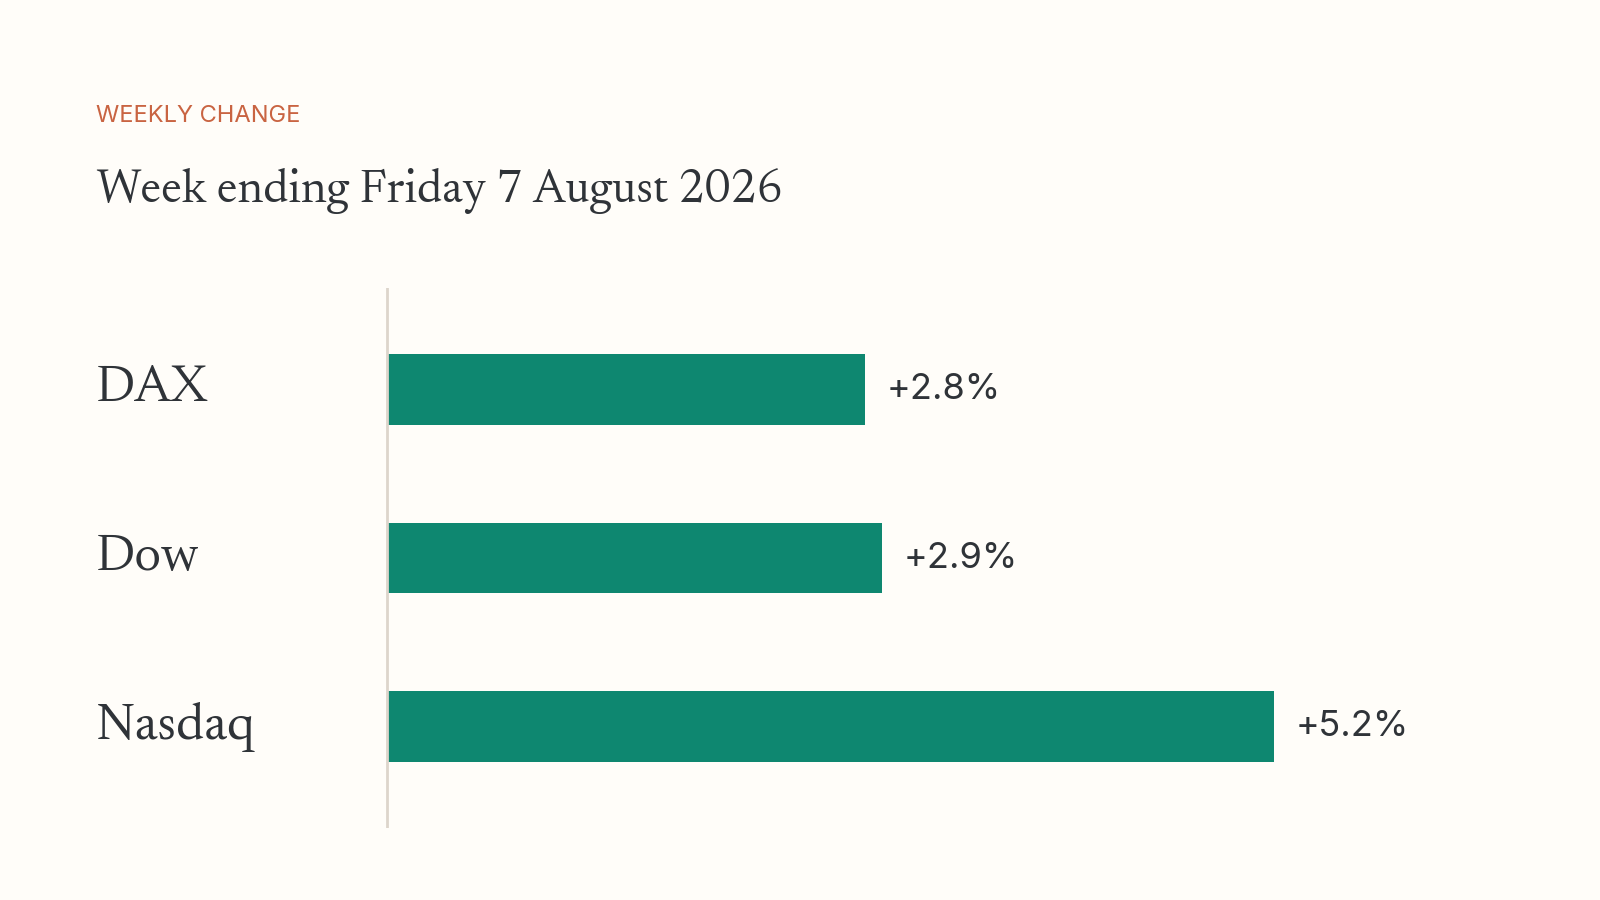 WEEKLY CHANGE
Week ending Friday 7 August 2026
DAX
+2.8%
Dow
+2.9%
Nasdaq
+5.2%